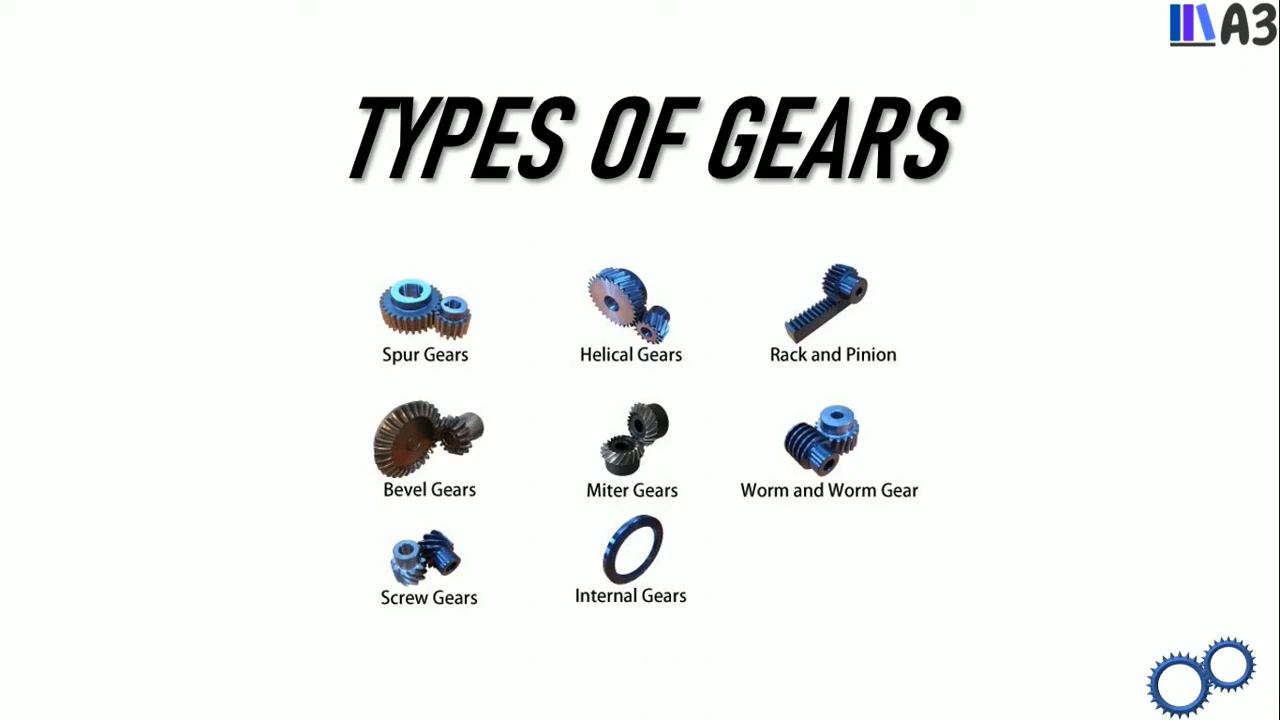 A3
TYPES OF GEARS
Spur Gears
Helical Gears
Rack and Pinion
Bevel Gears
Miter Gears
Worm and Worm Gear
Screw Gears
Internal Gears